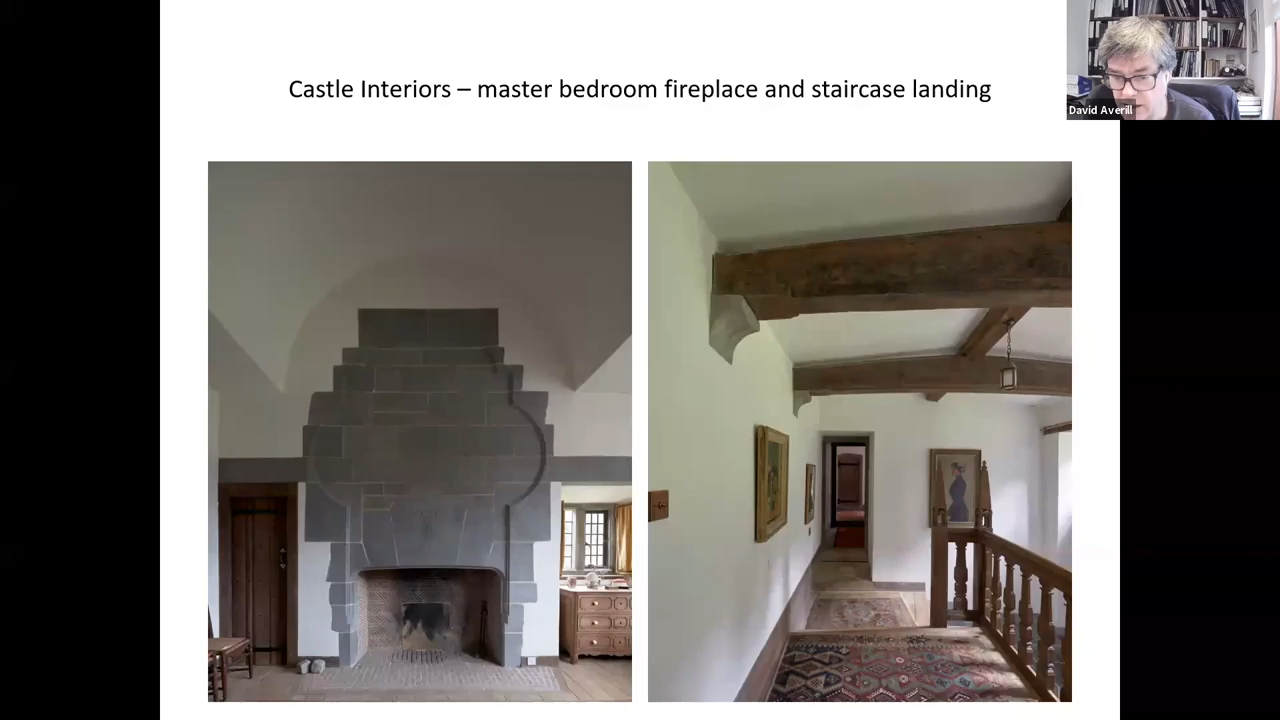 Castle Interiors – master bedroom fireplace and staircase landing
David Averill